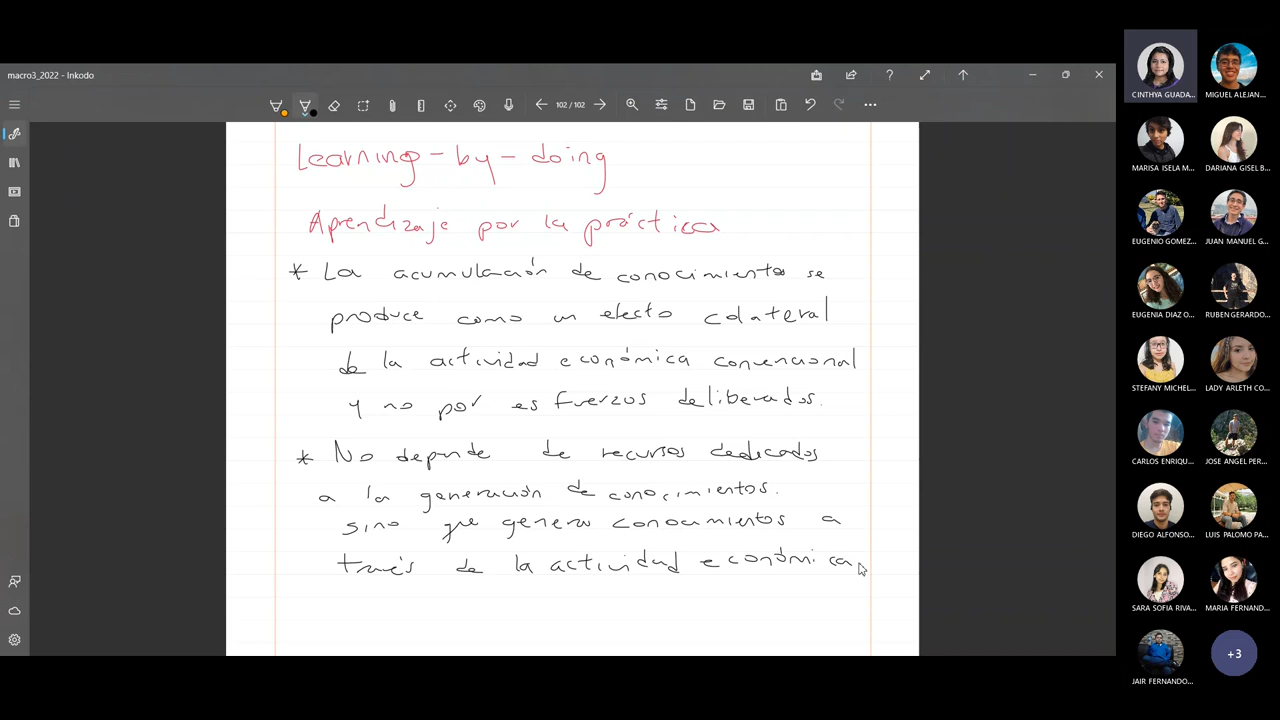 macro3_2022 - Inkodo
102 / 102
Learning-by-doing
Aprendizaje por la práctica
* La acumulación de conocimientos se
produce como un efecto colateral
de la actividad económica convencional
y no por esfuerzos deliberados.
* No depende de recursos dedicados
a la generación de conocimientos.
sino que genera conocimientos a
través de la actividad económica
CINTHYA GUADA...
MIGUEL ALEJAN...
MARISA ISELA M...
DARIANA GISEL B...
EUGENIO GOMEZ...
JUAN MANUEL G...
EUGENIA DIAZ O...
RUBEN GERARDO...
STEFANY MICHEL...
LADY ARLETH CO...
CARLOS ENRIQU...
JOSE ANGEL PER...
DIEGO ALFONSO...
LUIS PALOMO PA...
SARA SOFIA RIVA...
MARIA FERNAND...
JAIR FERNANDO...
+3